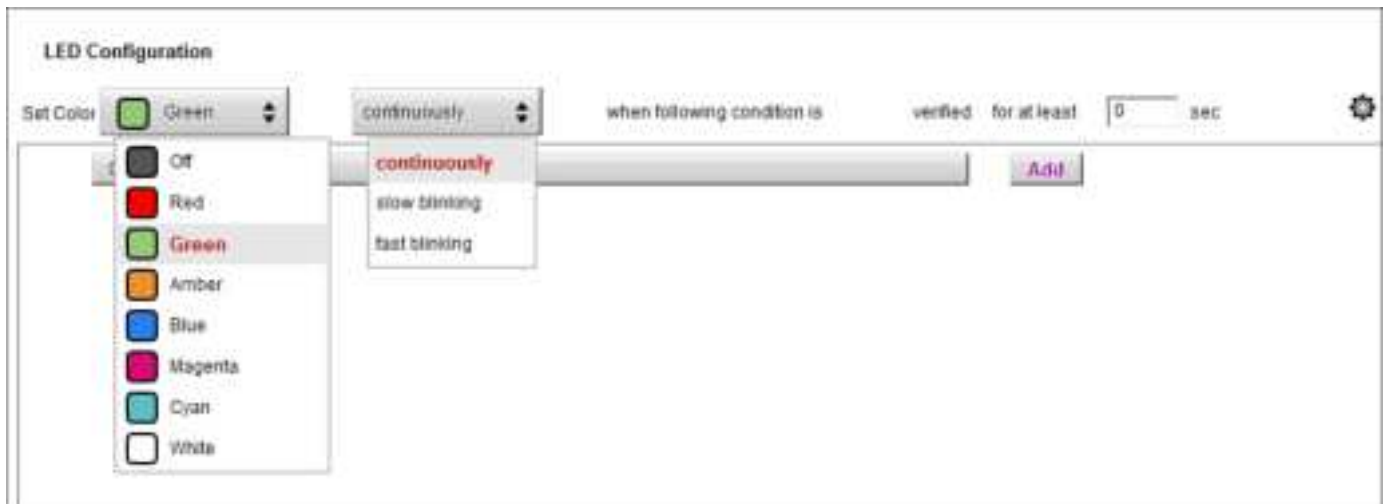 LED Configuration
Set Color Green continuously when following condition is verified for at least 0 sec
Add
Off
Red
Green
Amber
Blue
Magenta
Cyan
White
continuously
slow blinking
fast blinking